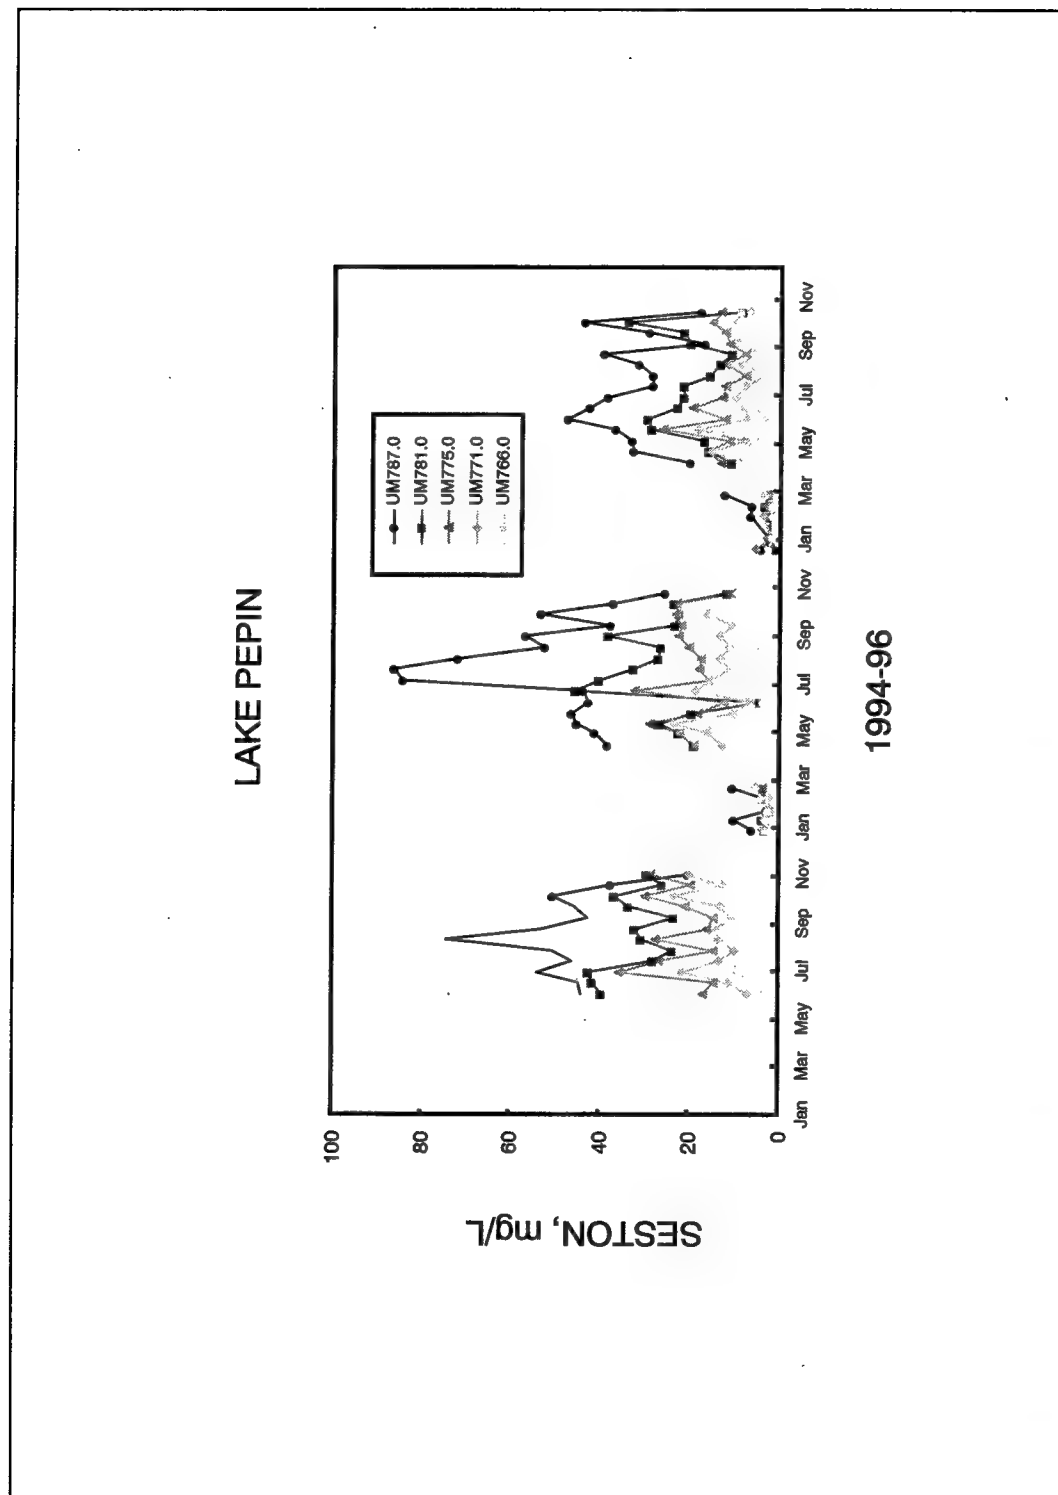 LAKE PEPIN
SESTON, mg/L
100
80
60
40
20
0
UM787.0
UM781.0
UM775.0
UM771.0
UM766.0
Jan Mar May Jul Sep Nov Jan Mar May Jul Sep Nov Jan Mar May Jul Sep Nov
1994-96